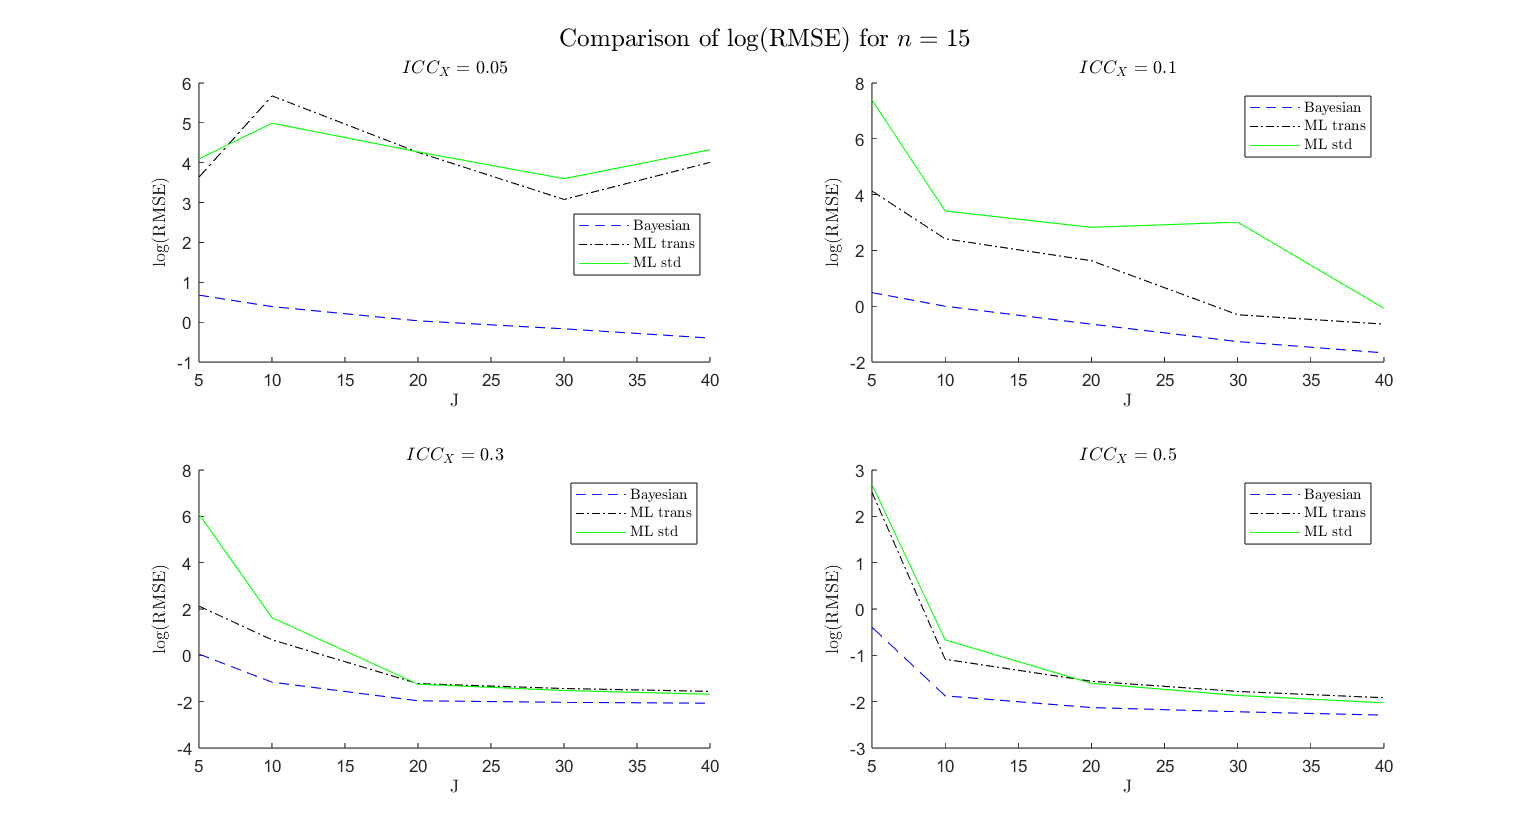 Comparison of log(RMSE) for n = 15
ICC_X = 0.05
6
5
4
3
2
1
0
-1
log(RMSE)
Bayesian
ML trans
ML std
5 10 15 20 25 30 35 40
J
ICC_X = 0.1
8
6
4
2
0
-2
log(RMSE)
Bayesian
ML trans
ML std
5 10 15 20 25 30 35 40
J
ICC_X = 0.3
8
6
4
2
0
-2
-4
log(RMSE)
Bayesian
ML trans
ML std
5 10 15 20 25 30 35 40
J
ICC_X = 0.5
3
2
1
0
-1
-2
-3
log(RMSE)
Bayesian
ML trans
ML std
5 10 15 20 25 30 35 40
J